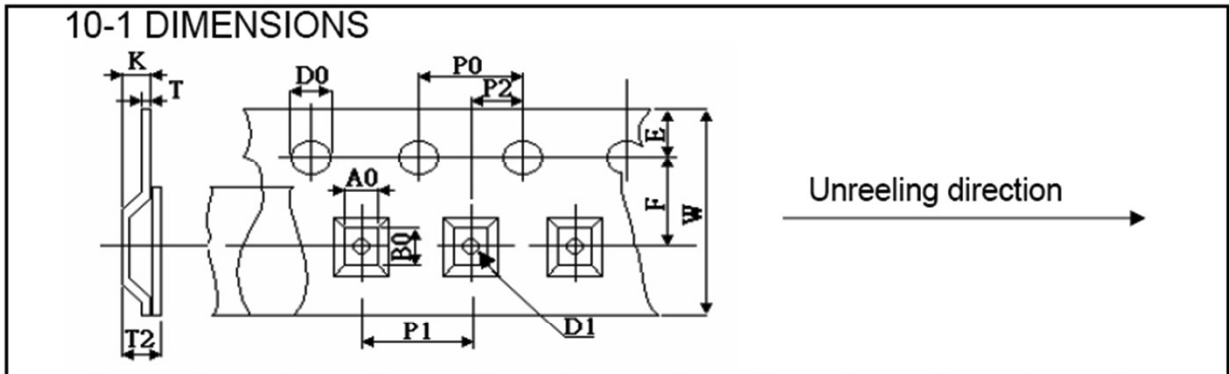 10-1 DIMENSIONS
K
T
D0
P0
P2
E
A0
B0
F
W
Unreeling direction
T2
P1
D1